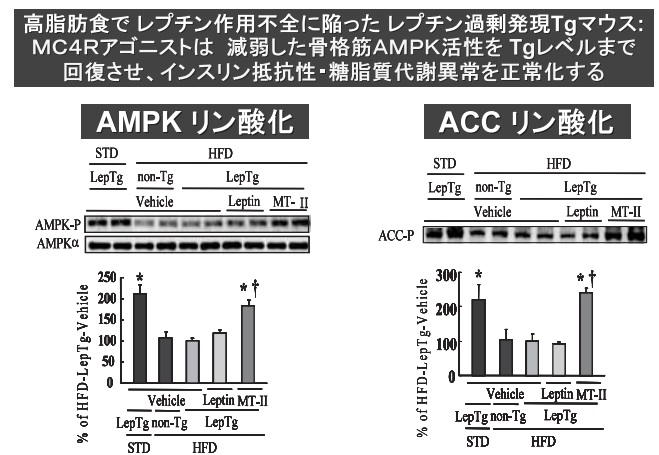 高脂肪食で レプチン作用不全に陥った レプチン過剰発現Tgマウス:
MC4Rアゴニストは 減弱した骨格筋AMPK活性を Tgレベルまで
回復させ、インスリン抵抗性・糖脂質代謝異常を正常化する
AMPK リン酸化
STD HFD
LepTg non-Tg LepTg
Vehicle Leptin MT- II
AMPK-P
AMPKα
% of HFD-LepTg-Vehicle
250
200
150
100
50
0
*
* †
Vehicle Leptin MT-II
LepTg non-Tg LepTg
STD HFD
ACC リン酸化
STD HFD
LepTg non-Tg LepTg
Vehicle Leptin MT-II
ACC-P
% of HFD-LepTg-Vehicle
300
200
100
0
*
* †
Vehicle Leptin MT-II
LepTg non-Tg LepTg
STD HFD